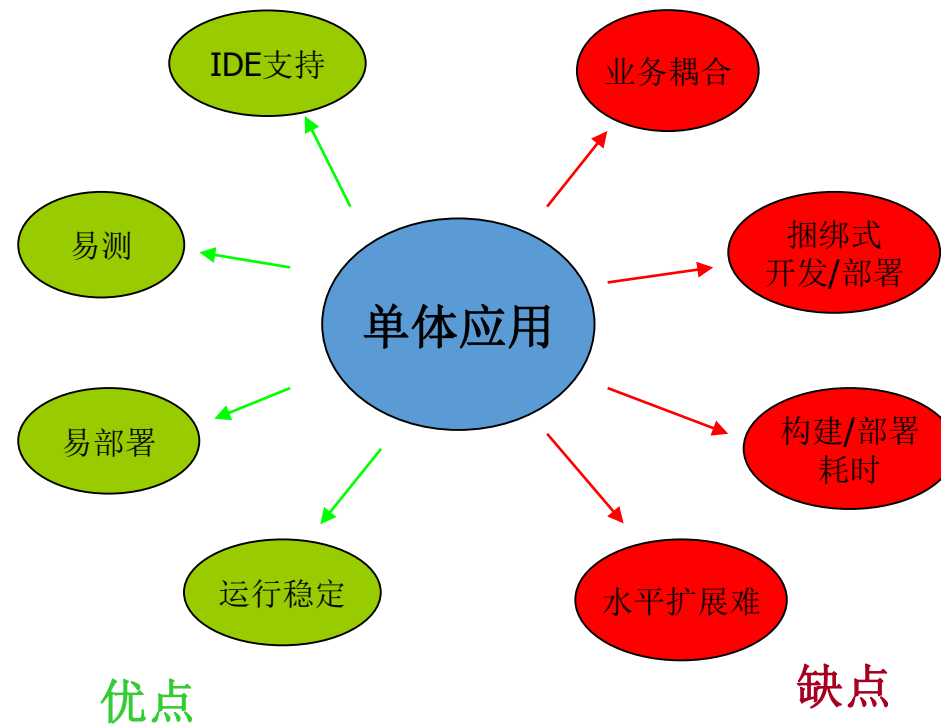 IDE支持
业务耦合
易测
捆绑式
开发/部署
单体应用
易部署
构建/部署
耗时
运行稳定
水平扩展难
优点
缺点